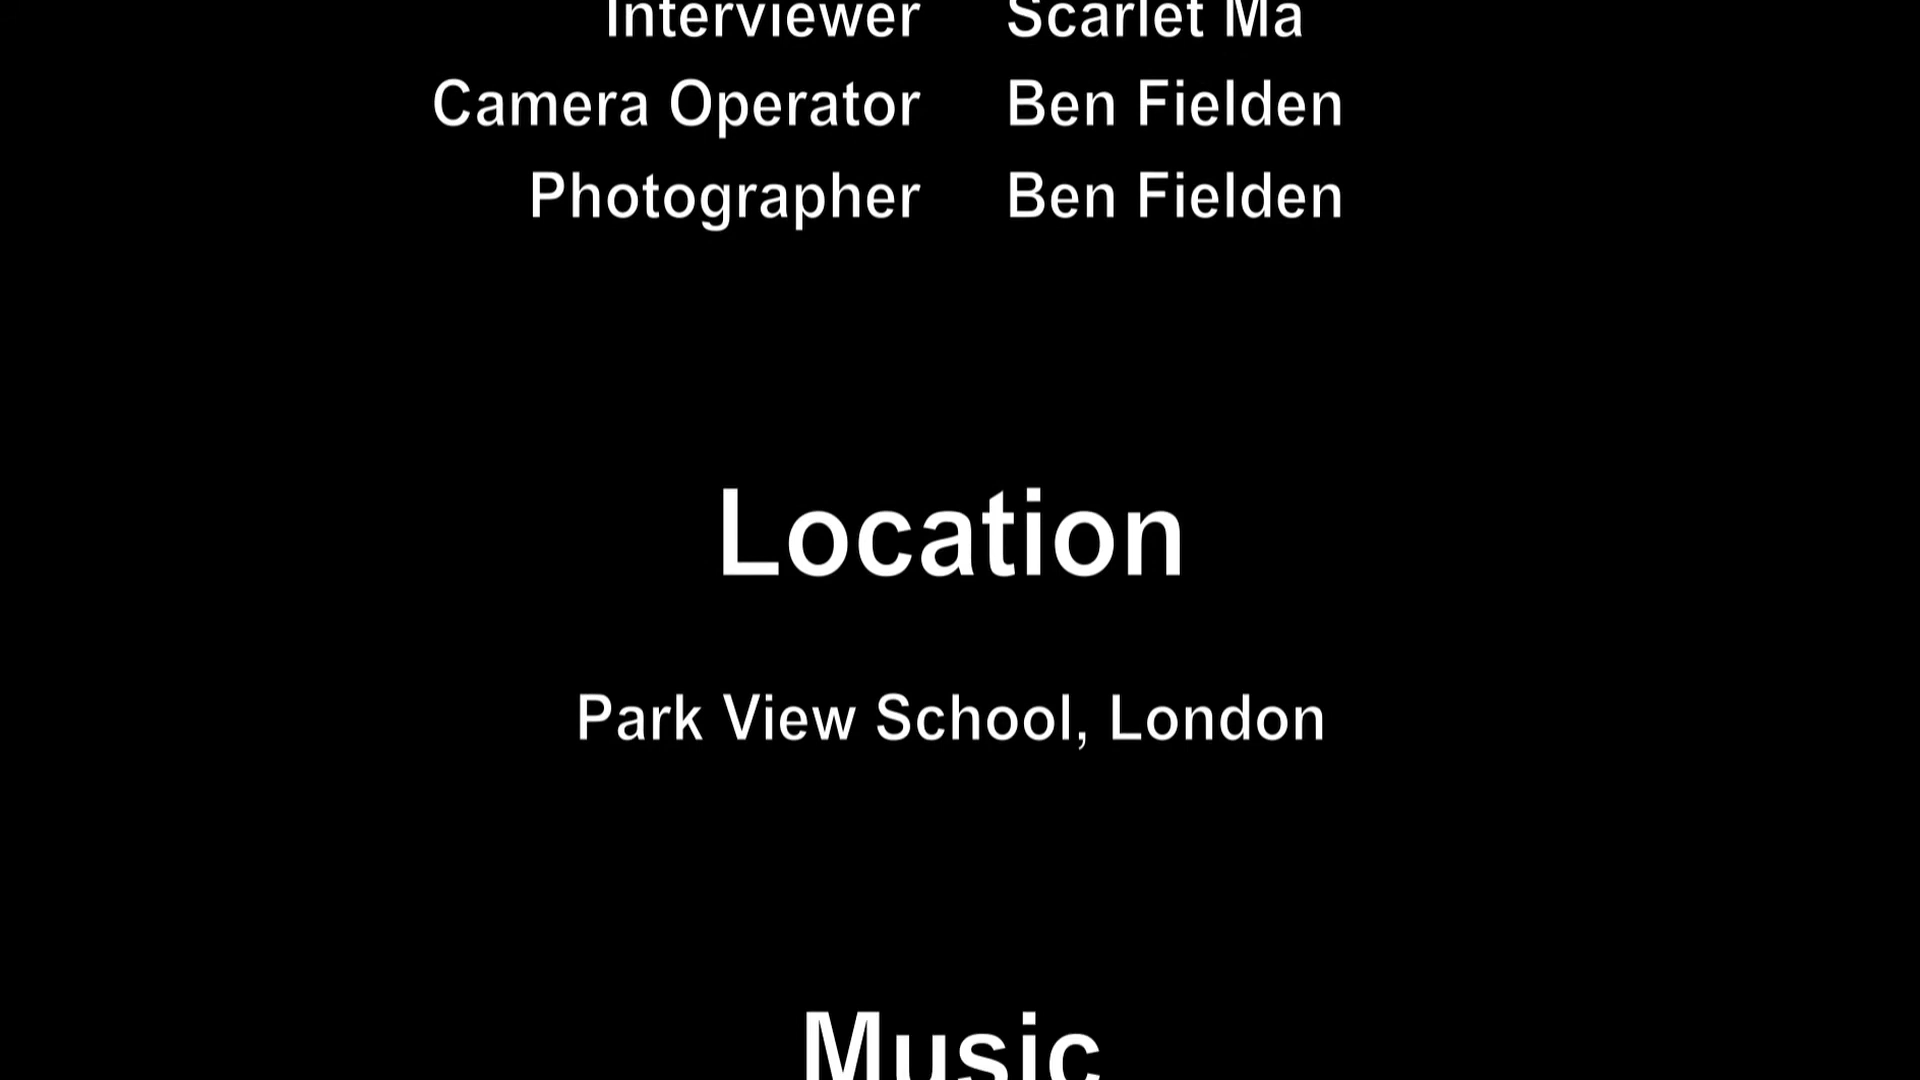 Interviewer Scarlet Ma
Camera Operator Ben Fielden
Photographer Ben Fielden
Location
Park View School, London
Music